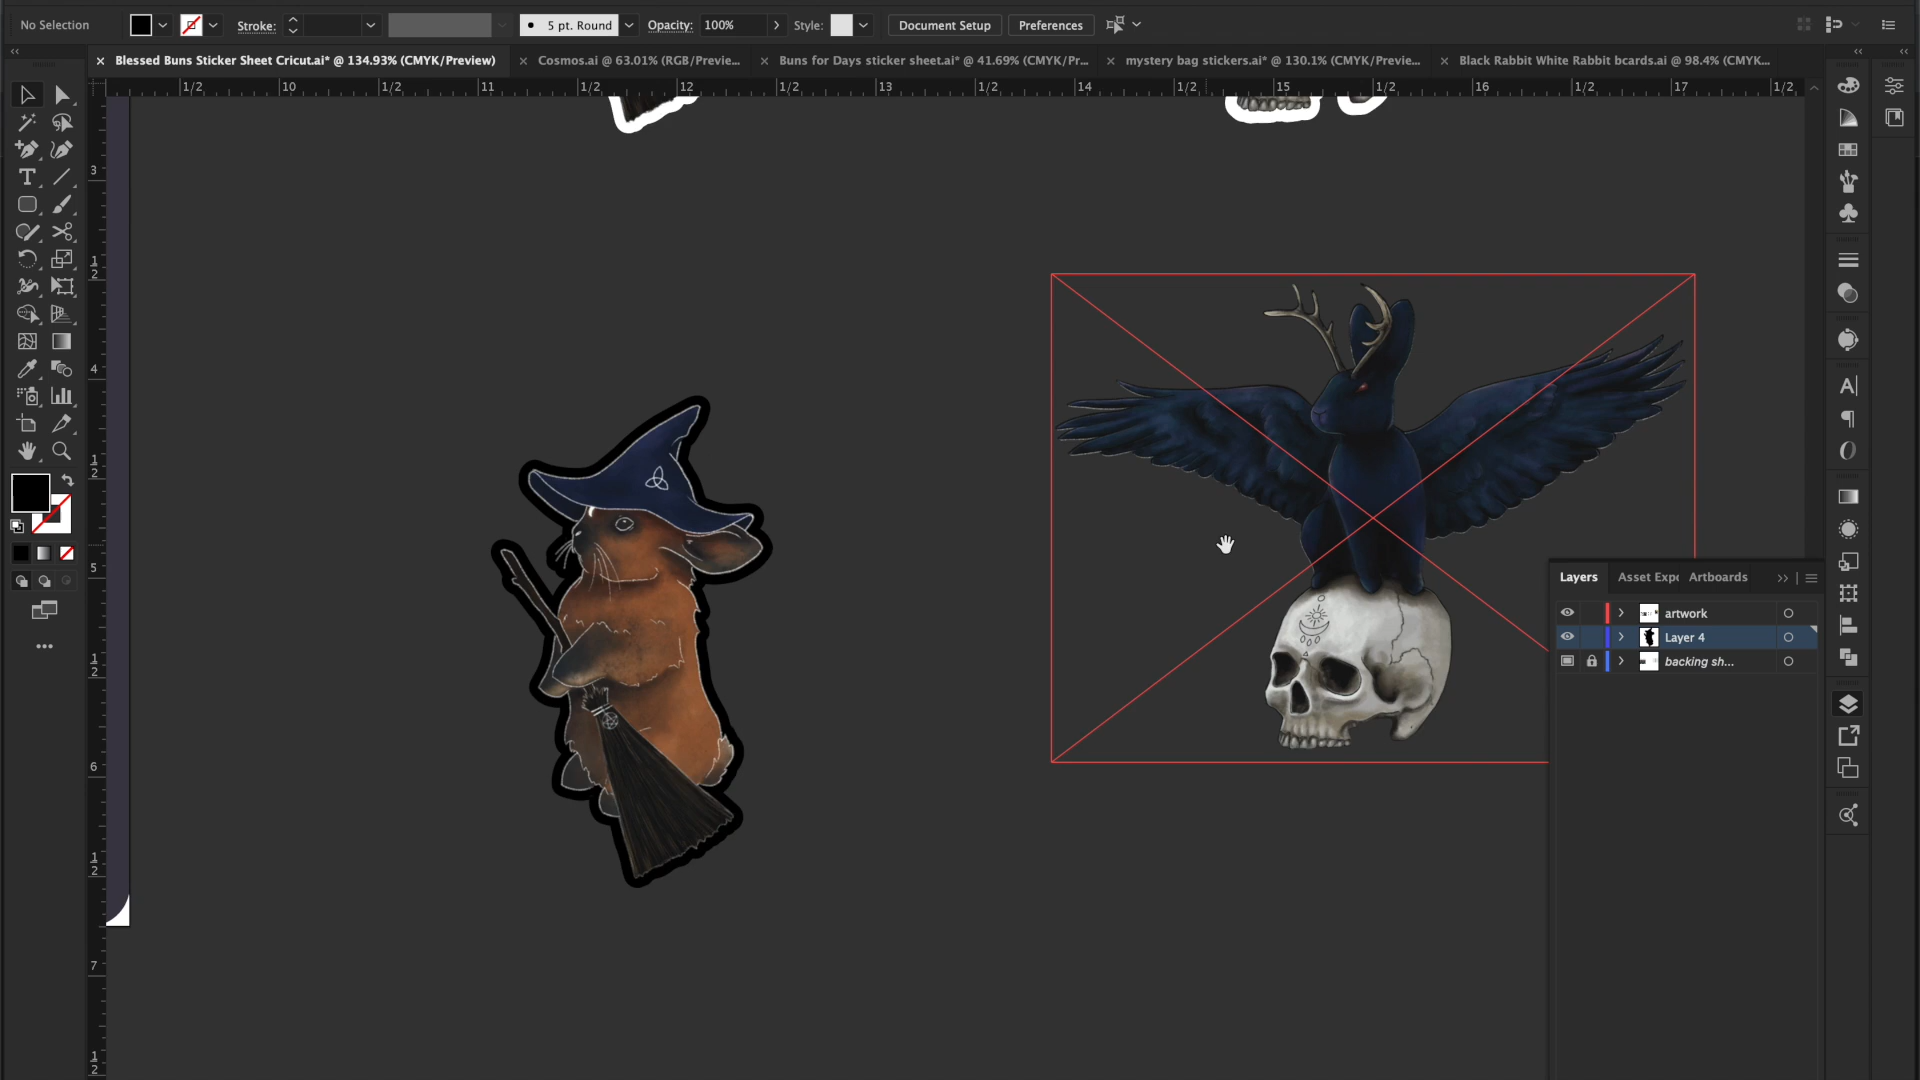 No Selection Stroke: 5 pt. Round Opacity: 100% Style: Document Setup Preferences
Blessed Buns Sticker Sheet Cricut.ai* @ 134.93% (CMYK/Preview) Cosmos.ai @ 63.01% (RGB/Previe... Buns for Days sticker sheet.ai* @ 41.69% (CMYK/Pr... mystery bag stickers.ai* @ 130.1% (CMYK/Previe... Black Rabbit White Rabbit bcards.ai @ 98.4% (CMYK...
1/2 10 1/2 11 1/2 12 1/2 13 1/2 14 1/2 15 1/2 16 1/2 17 1/2
3
1
2
4
1
2
5
1
2
6
1
2
7
1
2
Layers Asset Expo Artboards
artwork
Layer 4
backing sh...